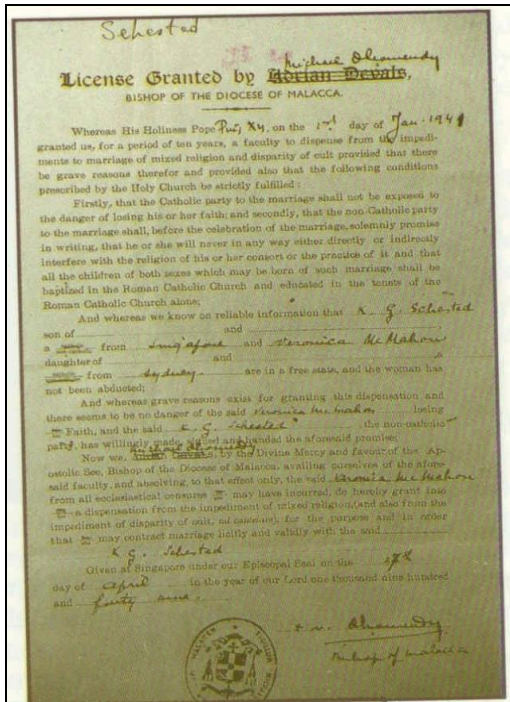 Sehested
Michael Olcomendy
License Granted by Adrian Devals,
BISHOP OF THE DIOCESE OF MALACCA.
Whereas His Holiness Pope Pius XII, on the 1st day of Jan. 1941
granted us, for a period of ten years, a faculty to dispense from the impedi-
ments to marriage of mixed religion and disparity of cult provided that there
be grave reasons therefor and provided also that the following conditions
prescribed by the Holy Church be strictly fulfilled :
Firstly, that the Catholic party to the marriage shall not be exposed to
the danger of losing his or her faith; and secondly, that the non-Catholic party
to the marriage shall, before the celebration of the marriage, solemnly promise
in writing, that he or she will never in any way either directly or indirectly
interfere with the religion of his or her consort or the practice of it and that
all the children of both sexes which may be born of such marriage shall be
baptized in the Roman Catholic Church and educated in the tenets of the
Roman Catholic Church alone;
And whereas we know on reliable information that K. G. Sehested
son of and
a from Singapore and Veronica McMahon
daughter of and a
from Sydney are in a free state, and the woman has
not been abducted;
And whereas grave reasons exist for granting this dispensation and
there seems to be no danger of the said Veronica McMahon losing
Faith, and the said K. G. Sehested, the non-catholic
party, has willingly made, signed and handed the aforesaid promise;
Michael Olcomendy
Now we, Adrian Devals, by the Divine Mercy and favour of the Ap-
ostolic See, Bishop of the Diocese of Malacca, availing ourselves of the afore-
said faculty, and absolving, to that effect only, the said Veronica McMahon
from all ecclesiastical censures may have incurred, do hereby grant into
a dispensation from the impediment of mixed religion, (and also from the
impediment of disparity of cult, ad cautelam), for the purpose and in order
that may contract marriage licitly and validly with the said
K. G. Sehested
Given at Singapore under our Episcopal Seal on the 17th
day of April in the year of our Lord one thousand nine hundred
and forty nine.
Olcomendy
Bishop of Malacca